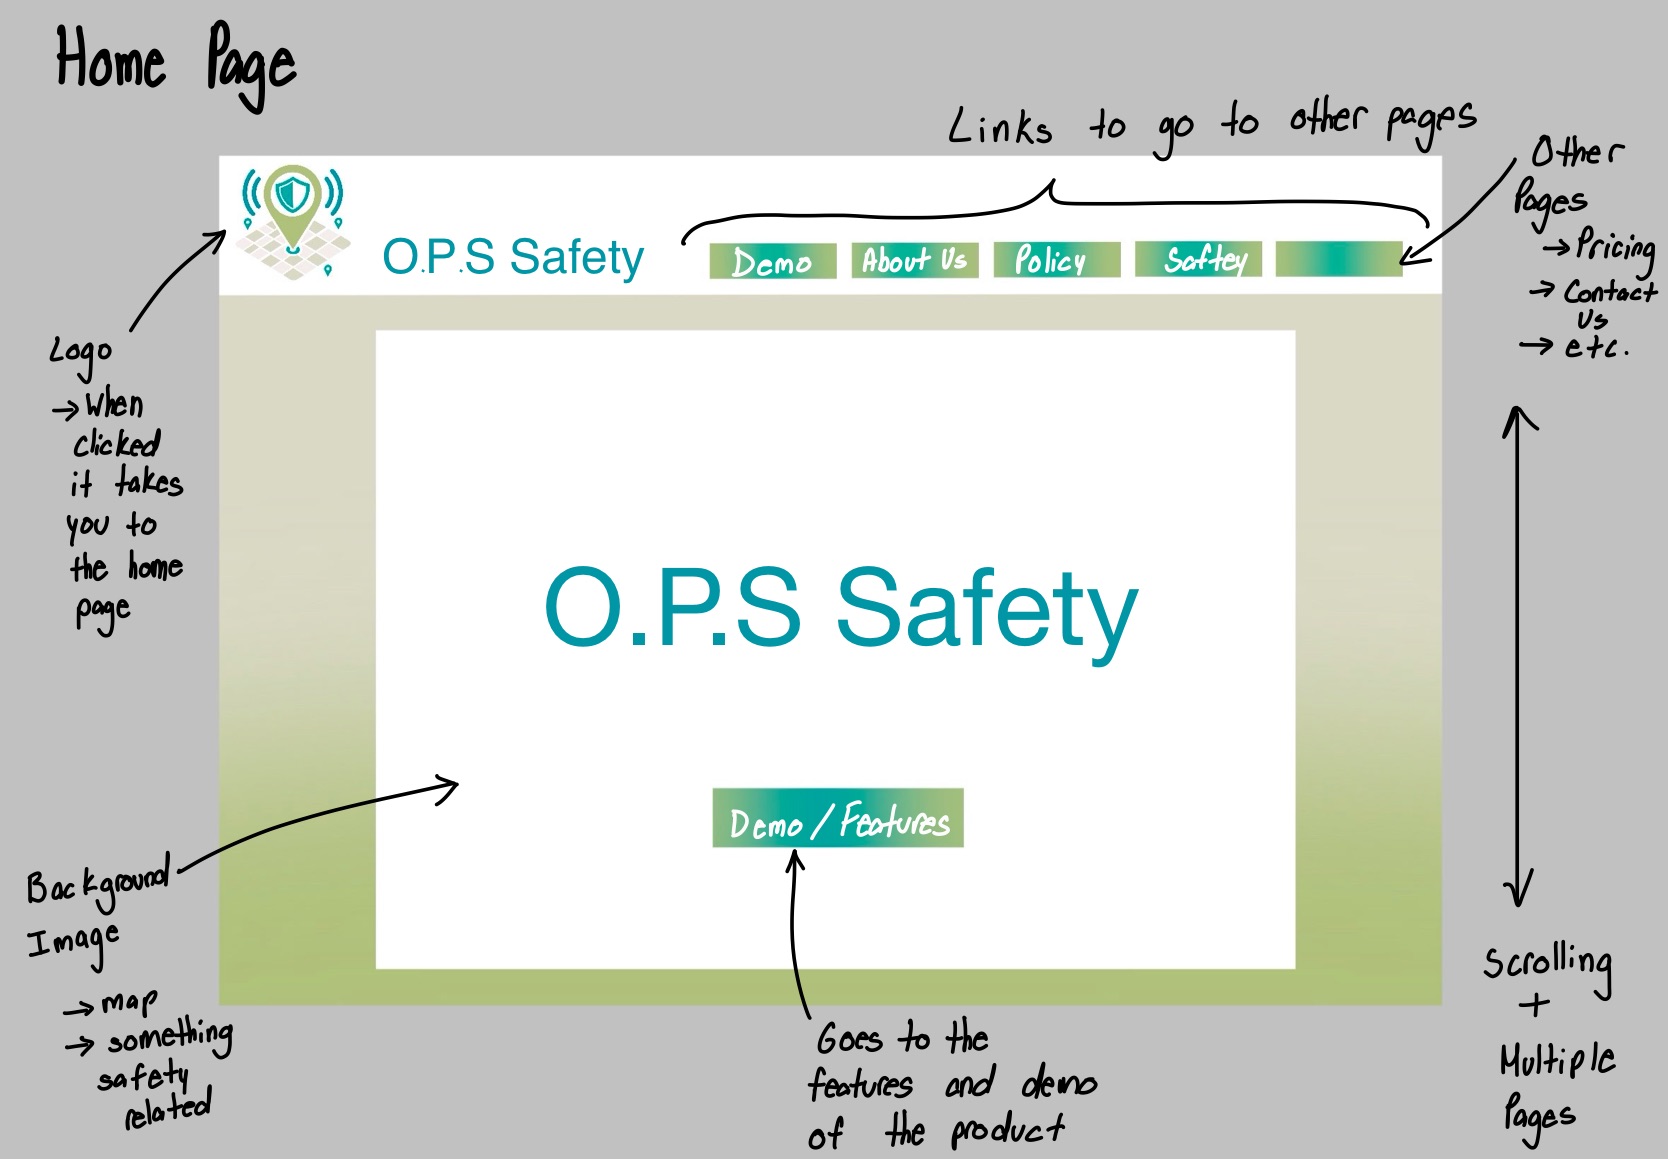 Home Page
Links to go to other pages
Other
Pages
→ Pricing
→ Contact
Us
→ etc.
O.P.S Safety
Demo
About Us
Policy
Saftey
Logo
→ When
clicked
it takes
you to
the home
page
O.P.S Safety
Demo / Features
Background
Image
→ map
→ something
safety
related
Goes to the
features and demo
of the product
Scrolling
+
Multiple
Pages